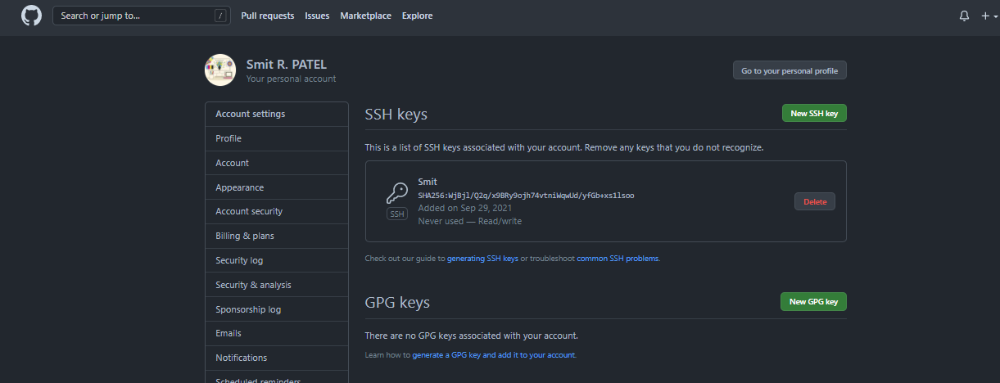 Search or jump to... /
Pull requests
Issues
Marketplace
Explore
Smit R. PATEL
Your personal account
Go to your personal profile
Account settings
Profile
Account
Appearance
Account security
Billing & plans
Security log
Security & analysis
Sponsorship log
Emails
Notifications
Scheduled reminders
SSH keys
New SSH key
This is a list of SSH keys associated with your account. Remove any keys that you do not recognize.
SSH
Smit
SHA256:WjBjl/Q2q/x9BRy9ojh74vtniWqwUd/yfGb+xs1lsoo
Added on Sep 29, 2021
Never used — Read/write
Delete
Check out our guide to generating SSH keys or troubleshoot common SSH problems.
GPG keys
New GPG key
There are no GPG keys associated with your account.
Learn how to generate a GPG key and add it to your account.